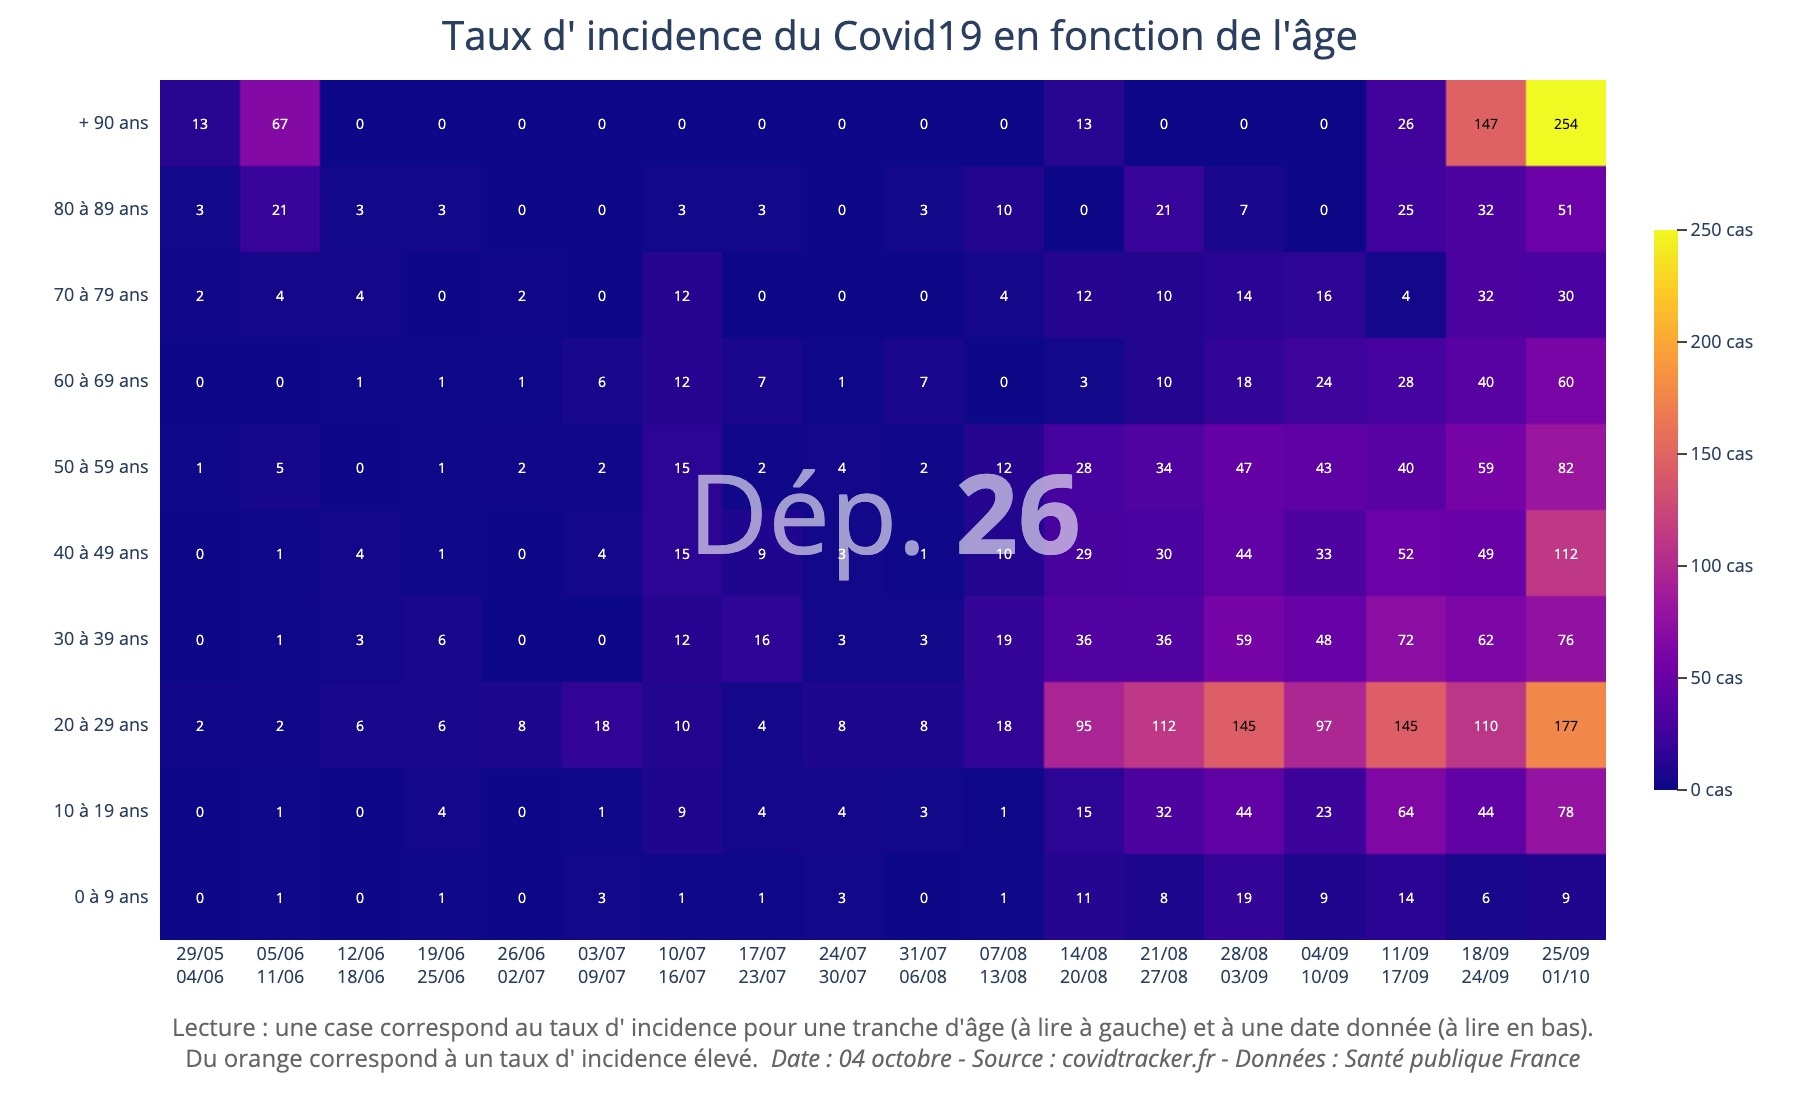 Taux d' incidence du Covid19 en fonction de l'âge
+ 90 ans 13 67 0 0 0 0 0 0 0 0 0 13 0 0 0 26 147 254
80 à 89 ans 3 21 3 3 0 0 3 3 0 3 10 0 21 7 0 25 32 51
70 à 79 ans 2 4 4 0 2 0 12 0 0 0 4 12 10 14 16 4 32 30
60 à 69 ans 0 0 1 1 1 6 12 7 1 7 0 3 10 18 24 28 40 60
50 à 59 ans 1 5 0 1 2 2 15 2 4 2 12 28 34 47 43 40 59 82
Dép. 26
40 à 49 ans 0 1 4 1 0 4 15 9 3 1 10 29 30 44 33 52 49 112
30 à 39 ans 0 1 3 6 0 0 12 16 3 3 19 36 36 59 48 72 62 76
20 à 29 ans 2 2 6 6 8 18 10 4 8 8 18 95 112 145 97 145 110 177
10 à 19 ans 0 1 0 4 0 1 9 4 4 3 1 15 32 44 23 64 44 78
0 à 9 ans 0 1 0 1 0 3 1 1 3 0 1 11 8 19 9 14 6 9
29/05 05/06 12/06 19/06 26/06 03/07 10/07 17/07 24/07 31/07 07/08 14/08 21/08 28/08 04/09 11/09 18/09 25/09
04/06 11/06 18/06 25/06 02/07 09/07 16/07 23/07 30/07 06/08 13/08 20/08 27/08 03/09 10/09 17/09 24/09 01/10
250 cas
200 cas
150 cas
100 cas
50 cas
0 cas
Lecture : une case correspond au taux d' incidence pour une tranche d'âge (à lire à gauche) et à une date donnée (à lire en bas).
Du orange correspond à un taux d' incidence élevé. Date : 04 octobre - Source : covidtracker.fr - Données : Santé publique France